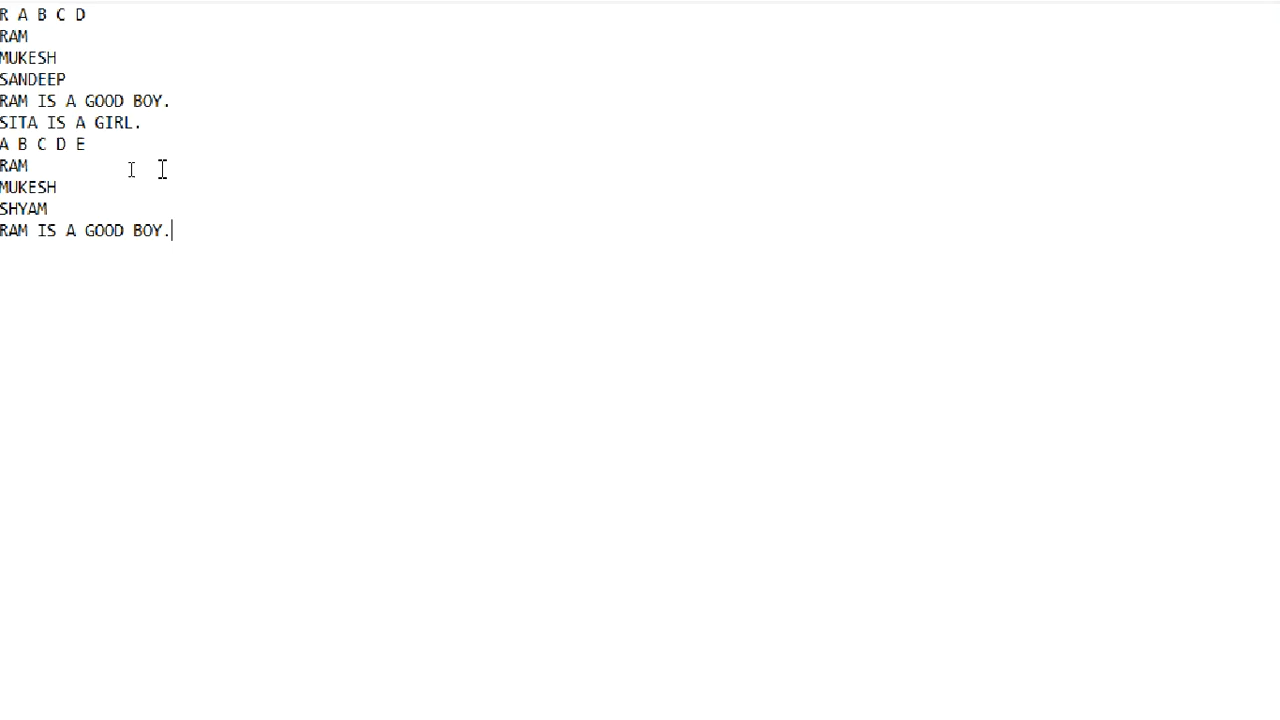 R A B C D
RAM
MUKESH
SANDEEP
RAM IS A GOOD BOY.
SITA IS A GIRL.
A B C D E
RAM
MUKESH
SHYAM
RAM IS A GOOD BOY.